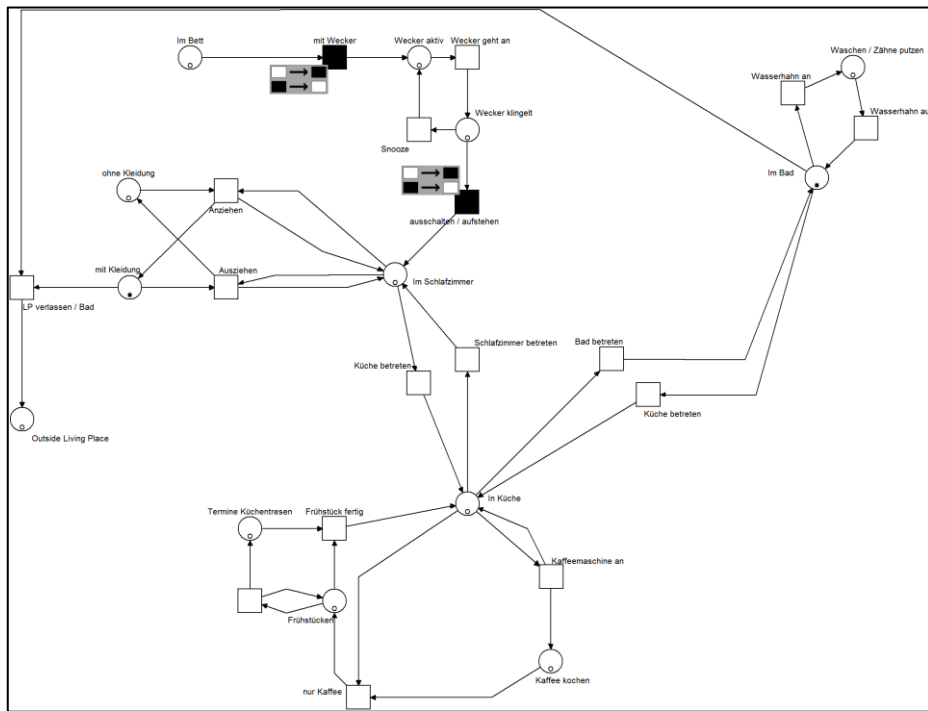 Im Bett
mit Wecker
Wecker aktiv
Wecker geht an
Waschen / Zähne putzen
Wasserhahn an
Wasserhahn au
Wecker klingelt
Snooze
ohne Kleidung
Anziehen
Im Bad
ausschalten / aufstehen
mit Kleidung
Ausziehen
Im Schlafzimmer
LP verlassen / Bad
Schlafzimmer betreten
Bad betreten
Küche betreten
Küche betreten
Outside Living Place
In Küche
Termine Küchentresen
Frühstück fertig
Kaffeemaschine an
Frühstücken
Kaffee kochen
nur Kaffee